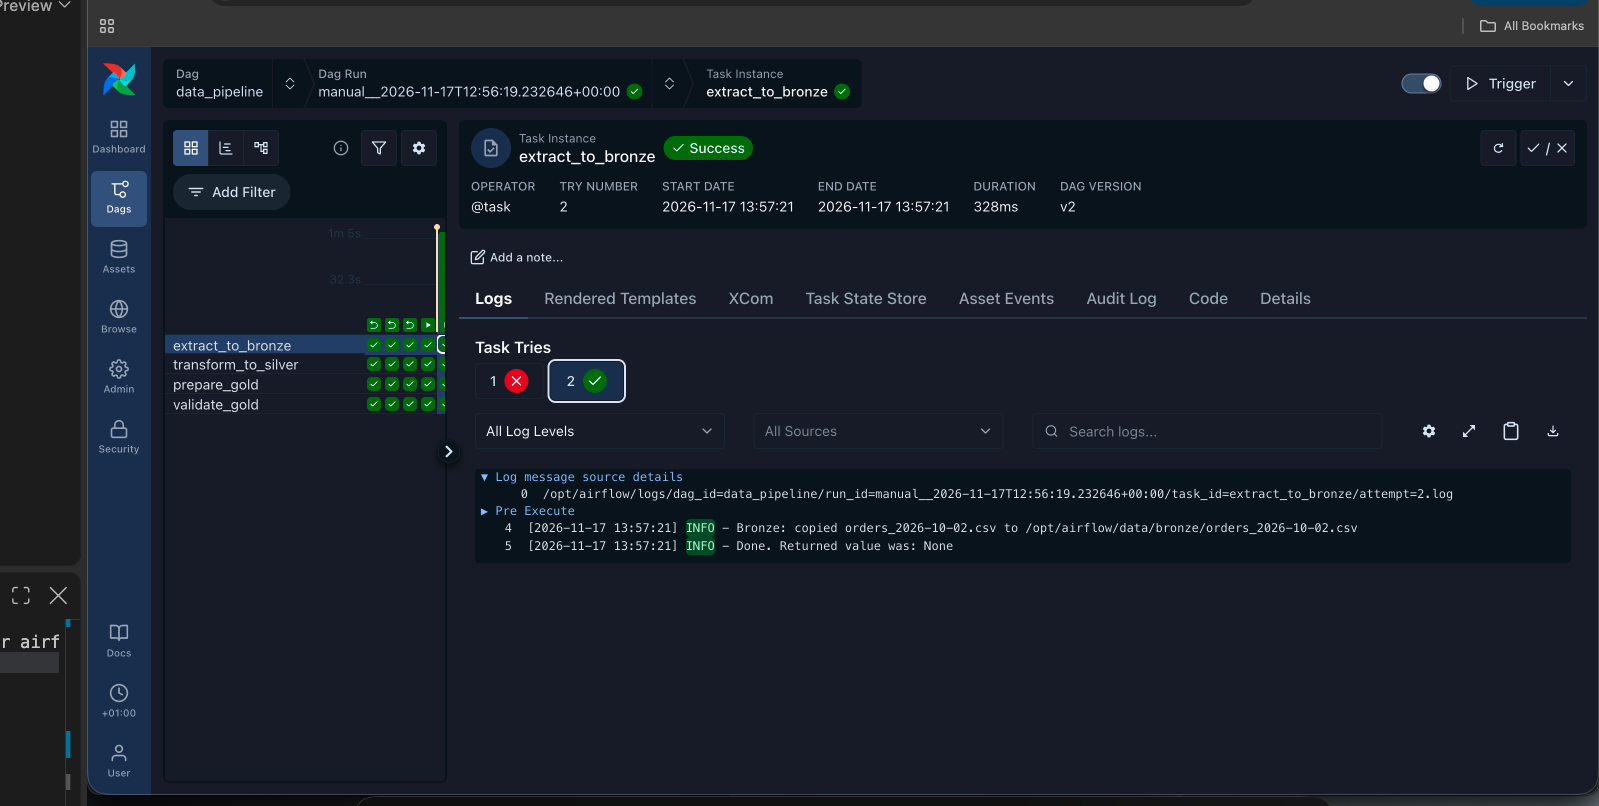 Preview
All Bookmarks
Dag
data_pipeline
Dag Run
manual__2026-11-17T12:56:19.232646+00:00
Task Instance
extract_to_bronze
Trigger
Dashboard
Dags
Assets
Browse
Admin
Security
Docs
+01:00
User
Add Filter
1m 5s
32.3s
extract_to_bronze
transform_to_silver
prepare_gold
validate_gold
Task Instance
extract_to_bronze
Success
/
OPERATOR TRY NUMBER START DATE END DATE DURATION DAG VERSION
@task 2 2026-11-17 13:57:21 2026-11-17 13:57:21 328ms v2
Add a note...
Logs Rendered Templates XCom Task State Store Asset Events Audit Log Code Details
Task Tries
1 2
All Log Levels All Sources Search logs...
▼ Log message source details
0 /opt/airflow/logs/dag_id=data_pipeline/run_id=manual__2026-11-17T12:56:19.232646+00:00/task_id=extract_to_bronze/attempt=2.log
▶ Pre Execute
4 [2026-11-17 13:57:21] INFO – Bronze: copied orders_2026-10-02.csv to /opt/airflow/data/bronze/orders_2026-10-02.csv
5 [2026-11-17 13:57:21] INFO – Done. Returned value was: None
r airf